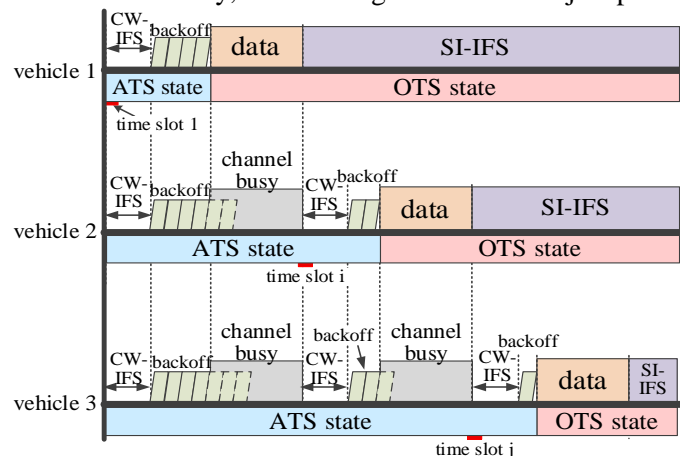 CW-
IFS
backoff
data
SI-IFS
vehicle 1
ATS state
OTS state
time slot 1
CW-
IFS
backoff
channel
busy
CW-
IFS
backoff
data
SI-IFS
vehicle 2
ATS state
OTS state
time slot i
CW-
IFS
backoff
channel
busy
CW-
IFS
backoff
channel
busy
CW-
IFS
backoff
data
SI-
IFS
vehicle 3
ATS state
OTS state
time slot j